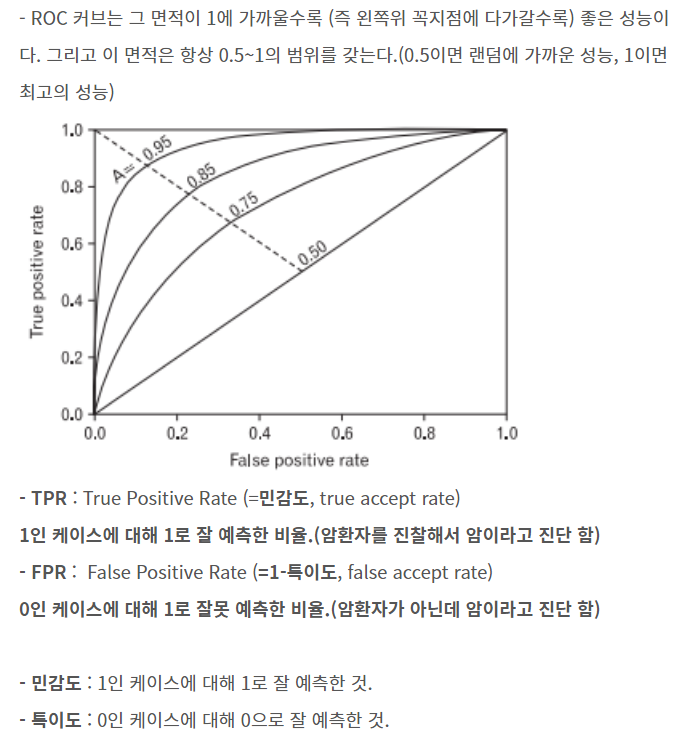 - ROC 커브는 그 면적이 1에 가까울수록 (즉 왼쪽위 꼭지점에 다가갈수록) 좋은 성능이
다. 그리고 이 면적은 항상 0.5~1의 범위를 갖는다.(0.5이면 랜덤에 가까운 성능, 1이면
최고의 성능)
1.0
A= 0.95
0.85
0.8
0.75
0.6
0.50
0.4
0.2
0.0
True positive rate
0.0 0.2 0.4 0.6 0.8 1.0
False positive rate
- TPR : True Positive Rate (=민감도, true accept rate)
1인 케이스에 대해 1로 잘 예측한 비율.(암환자를 진찰해서 암이라고 진단 함)
- FPR : False Positive Rate (=1-특이도, false accept rate)
0인 케이스에 대해 1로 잘못 예측한 비율.(암환자가 아닌데 암이라고 진단 함)
- 민감도 : 1인 케이스에 대해 1로 잘 예측한 것.
- 특이도 : 0인 케이스에 대해 0으로 잘 예측한 것.